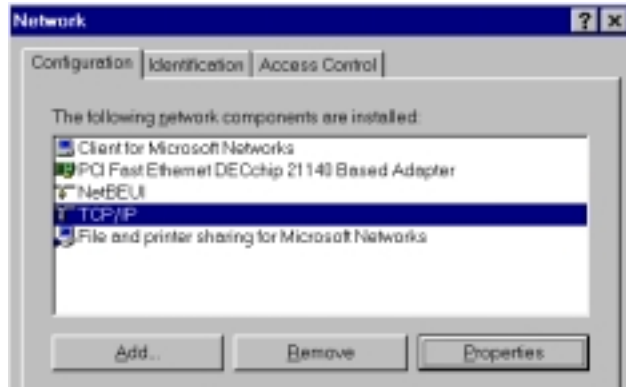 Network
Configuration Identification Access Control
The following network components are installed:
Client for Microsoft Networks
PCI Fast Ethernet DECchip 21140 Based Adapter
NetBEUI
TCP/IP
File and printer sharing for Microsoft Networks
Add... Remove Properties